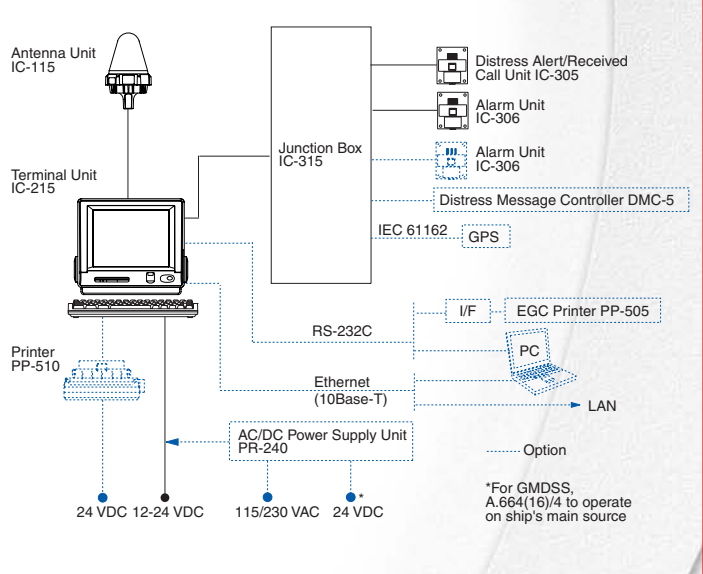 Antenna Unit
IC-115
Distress Alert/Received
Call Unit IC-305
Alarm Unit
IC-306
Junction Box
IC-315
Alarm Unit
IC-306
Terminal Unit
IC-215
Distress Message Controller DMC-5
IEC 61162
GPS
I/F
EGC Printer PP-505
RS-232C
PC
Printer
PP-510
Ethernet
(10Base-T)
LAN
AC/DC Power Supply Unit
PR-240
Option
*For GMDSS,
A.664(16)/4 to operate
on ship's main source
24 VDC
12-24 VDC
115/230 VAC
24 VDC
*